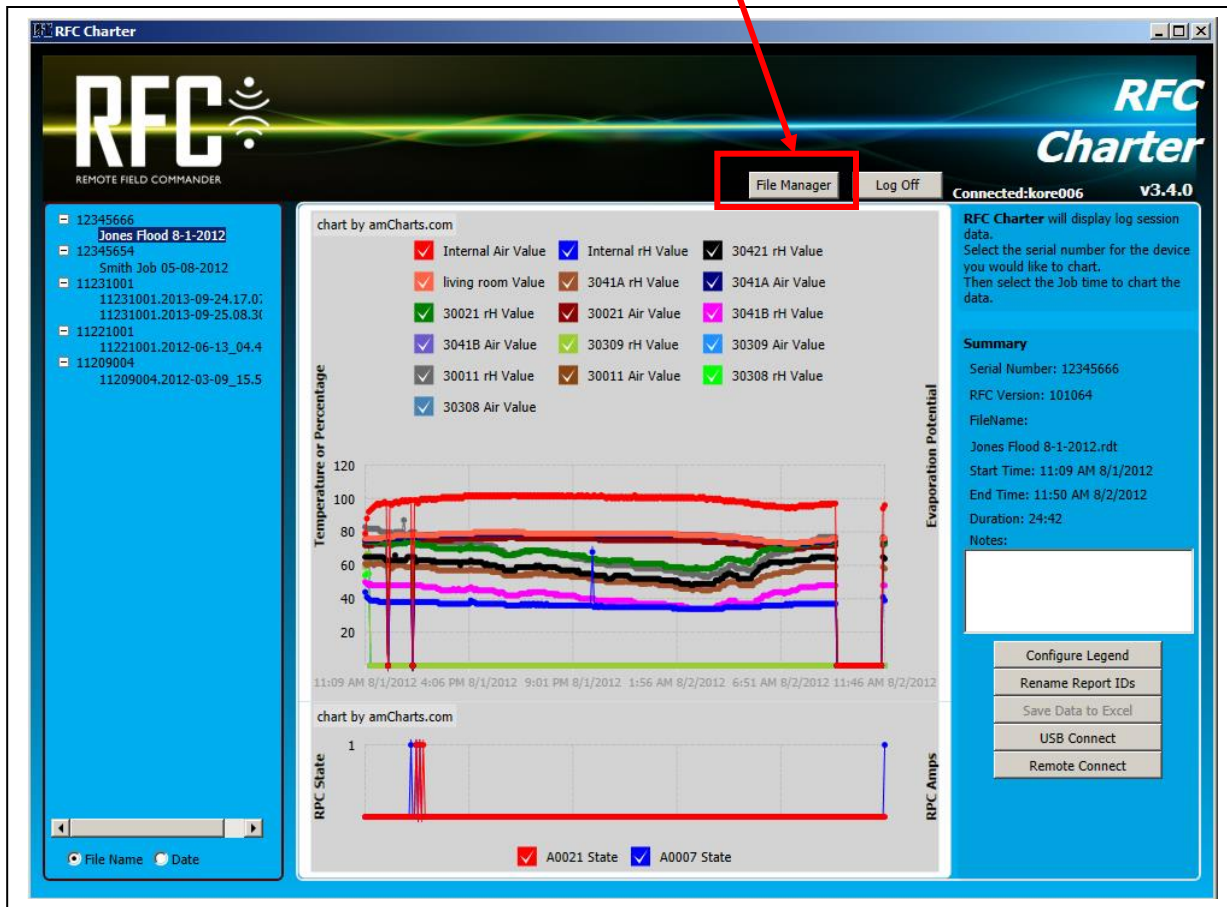 RFC Charter
RFC
REMOTE FIELD COMMANDER
RFC
Charter
File Manager
Log Off
Connected:kore006
v3.4.0
12345666
Jones Flood 8-1-2012
12345654
Smith Job 05-08-2012
11231001
11231001.2013-09-24.17.0
11231001.2013-09-25.08.30
11221001
11221001.2012-06-13_04.4
11209004
11209004.2012-03-09_15.5
File Name Date
chart by amCharts.com
Internal Air Value Internal rH Value 30421 rH Value
living room Value 3041A rH Value 3041A Air Value
30021 rH Value 30021 Air Value 3041B rH Value
3041B Air Value 30309 rH Value 30309 Air Value
30011 rH Value 30011 Air Value 30308 rH Value
30308 Air Value
Temperature or Percentage
Evaporation Potential
120
100
80
60
40
20
11:09 AM 8/1/2012 4:06 PM 8/1/2012 9:01 PM 8/1/2012 1:56 AM 8/2/2012 6:51 AM 8/2/2012 11:46 AM 8/2/2012
chart by amCharts.com
RPC State
1
RPC Amps
A0021 State A0007 State
RFC Charter will display log session
data.
Select the serial number for the device
you would like to chart.
Then select the Job time to chart the
data.
Summary
Serial Number: 12345666
RFC Version: 101064
FileName:
Jones Flood 8-1-2012.rdt
Start Time: 11:09 AM 8/1/2012
End Time: 11:50 AM 8/2/2012
Duration: 24:42
Notes:
Configure Legend
Rename Report IDs
Save Data to Excel
USB Connect
Remote Connect